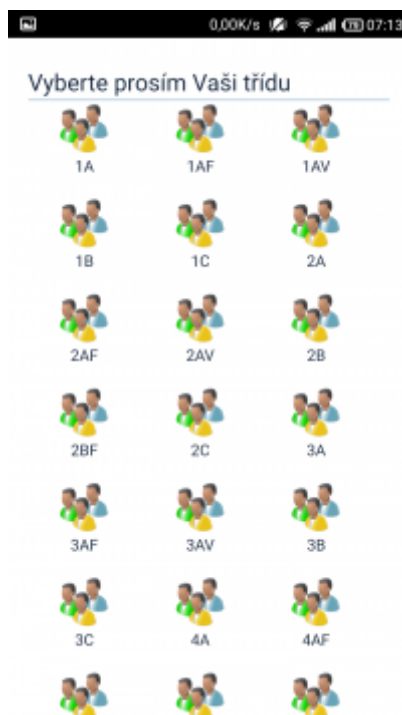 0,00K/s 75 07:13
Vyberte prosím Vaši třídu
1A 1AF 1AV
1B 1C 2A
2AF 2AV 2B
2BF 2C 3A
3AF 3AV 3B
3C 4A 4AF